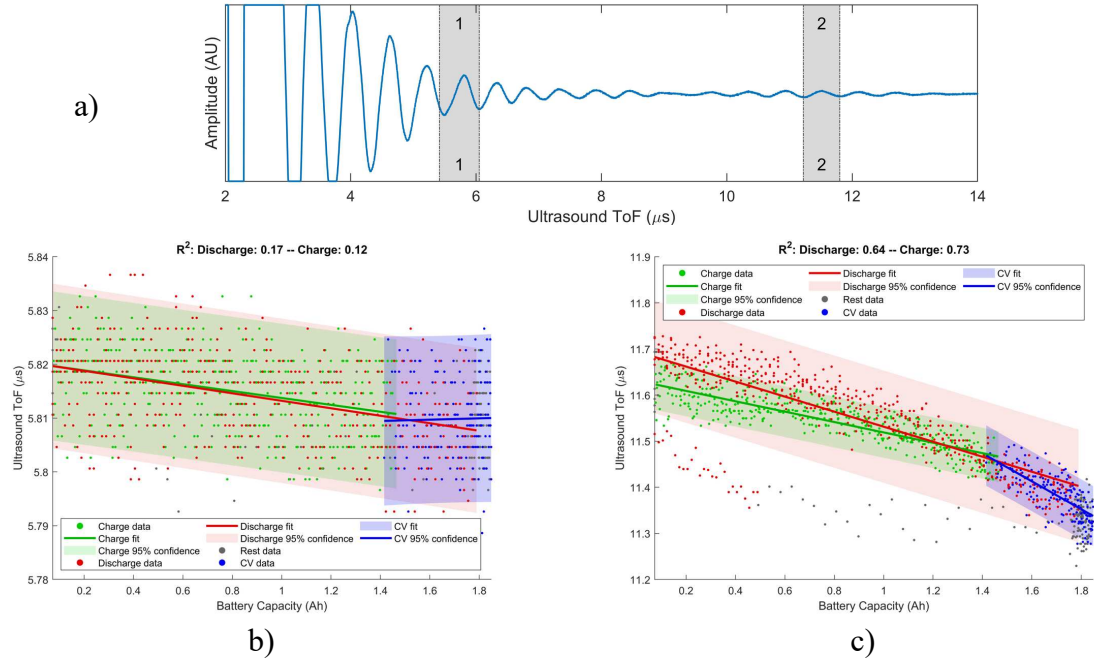 a)
Amplitude (AU)
1
2
1
2
2 4 6 8 10 12 14
Ultrasound ToF (μs)
R²: Discharge: 0.17 -- Charge: 0.12
Ultrasound ToF (μs)
5.84
5.83
5.82
5.81
5.8
5.79
5.78
Charge data
Charge fit
Charge 95% confidence
Discharge data
Discharge fit
Discharge 95% confidence
Rest data
CV data
CV fit
CV 95% confidence
0.2 0.4 0.6 0.8 1 1.2 1.4 1.6 1.8
Battery Capacity (Ah)
b)
R²: Discharge: 0.64 -- Charge: 0.73
Ultrasound ToF (μs)
11.9
11.8
11.7
11.6
11.5
11.4
11.3
11.2
Charge data
Charge fit
Charge 95% confidence
Discharge data
Discharge fit
Discharge 95% confidence
Rest data
CV data
CV fit
CV 95% confidence
0.2 0.4 0.6 0.8 1 1.2 1.4 1.6 1.8
Battery Capacity (Ah)
c)